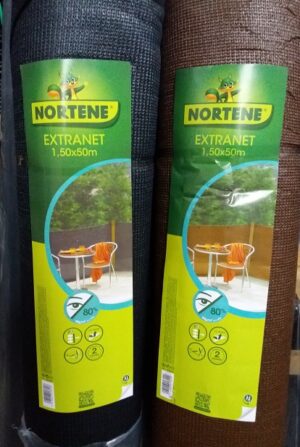 NORTENE
EXTRANET
1,50x50m
80%
2
NORTENE
EXTRANET
1,50x50m
80%
2